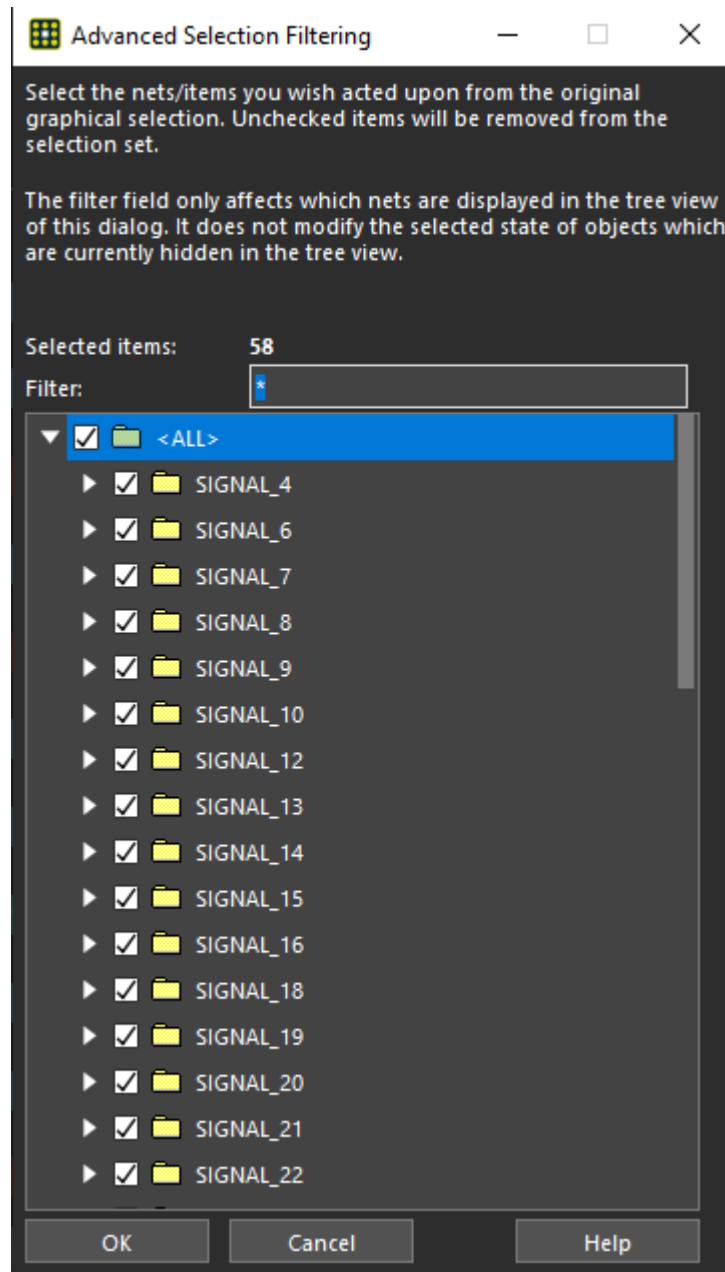 Advanced Selection Filtering
Select the nets/items you wish acted upon from the original
graphical selection. Unchecked items will be removed from the
selection set.
The filter field only affects which nets are displayed in the tree view
of this dialog. It does not modify the selected state of objects which
are currently hidden in the tree view.
Selected items: 58
Filter: *
<ALL>
SIGNAL_4
SIGNAL_6
SIGNAL_7
SIGNAL_8
SIGNAL_9
SIGNAL_10
SIGNAL_12
SIGNAL_13
SIGNAL_14
SIGNAL_15
SIGNAL_16
SIGNAL_18
SIGNAL_19
SIGNAL_20
SIGNAL_21
SIGNAL_22
OK Cancel Help